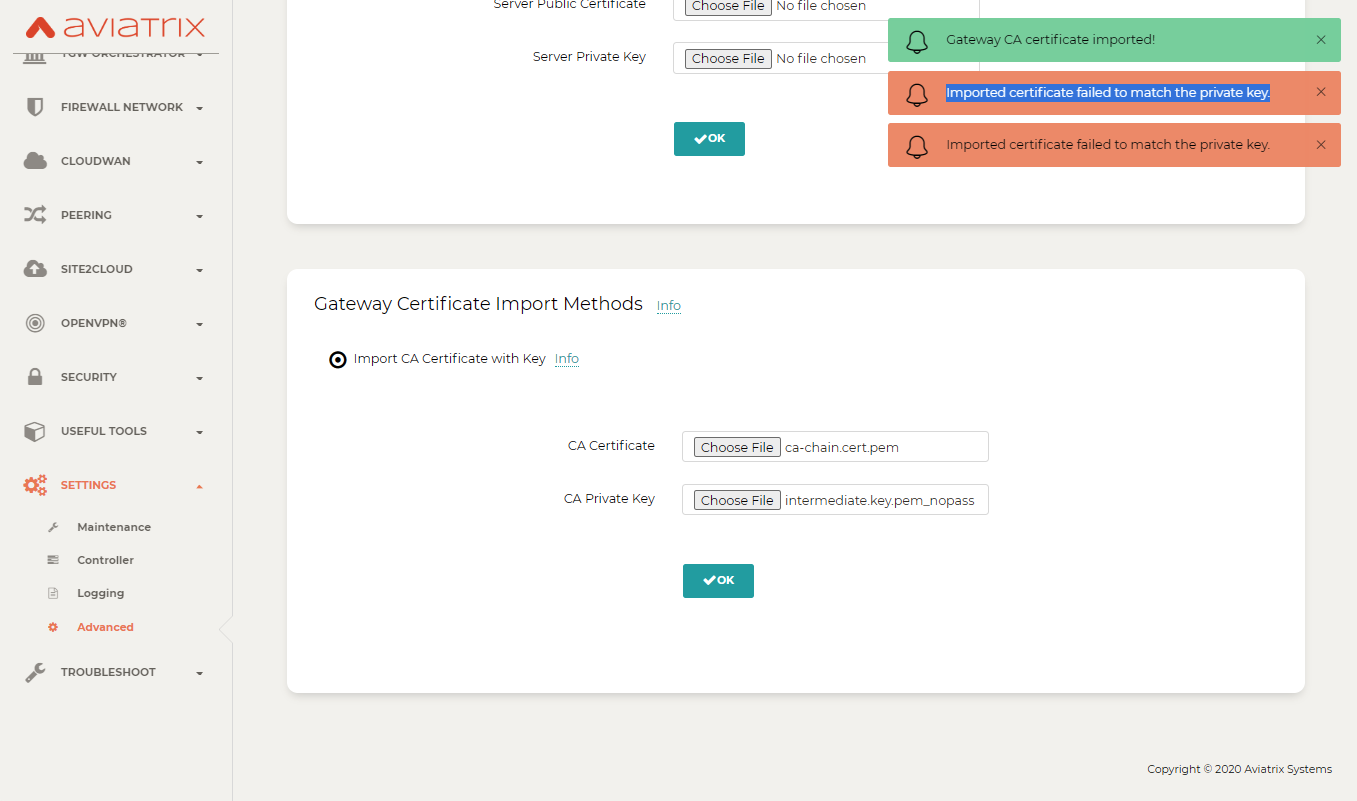 aviatrix
TGW ORCHESTRATOR
FIREWALL NETWORK
CLOUDWAN
PEERING
SITE2CLOUD
OPENVPN®
SECURITY
USEFUL TOOLS
SETTINGS
Maintenance
Controller
Logging
Advanced
TROUBLESHOOT
Server Public Certificate
Choose File No file chosen
Server Private Key
Choose File No file chosen
OK
Gateway CA certificate imported!
Imported certificate failed to match the private key.
Imported certificate failed to match the private key.
Gateway Certificate Import Methods Info
Import CA Certificate with Key Info
CA Certificate
Choose File ca-chain.cert.pem
CA Private Key
Choose File intermediate.key.pem_nopass
OK
Copyright © 2020 Aviatrix Systems